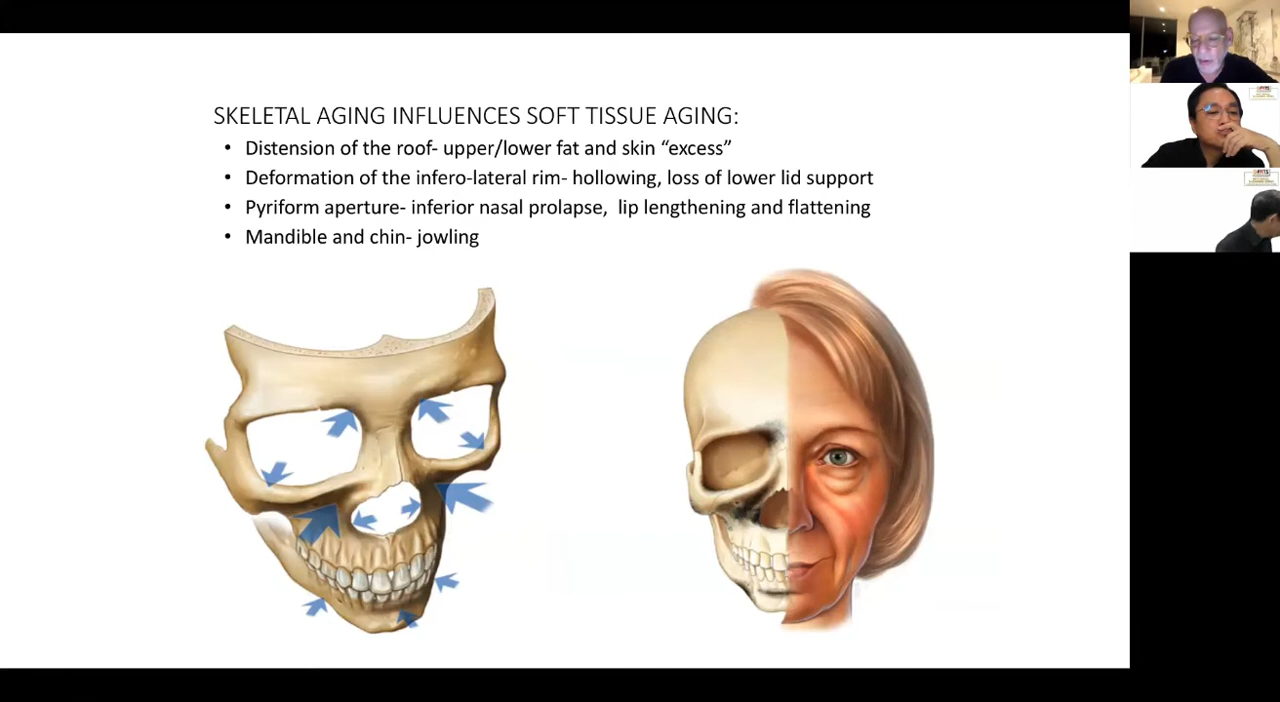 SKELETAL AGING INFLUENCES SOFT TISSUE AGING:
• Distension of the roof- upper/lower fat and skin “excess”
• Deformation of the infero-lateral rim- hollowing, loss of lower lid support
• Pyriform aperture- inferior nasal prolapse, lip lengthening and flattening
• Mandible and chin- jowling